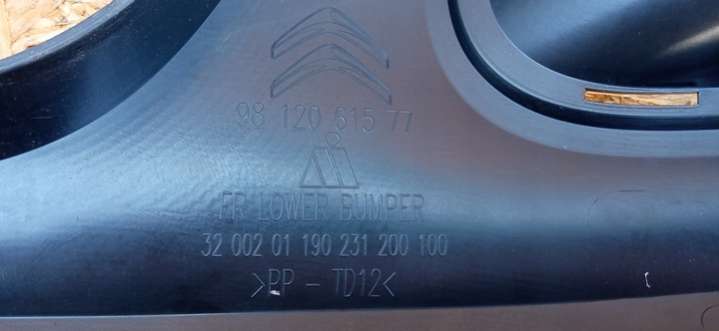 98 120 615 77
FR LOWER BUMPER
32 002 01 190 231 200 100
>PP - TD12<